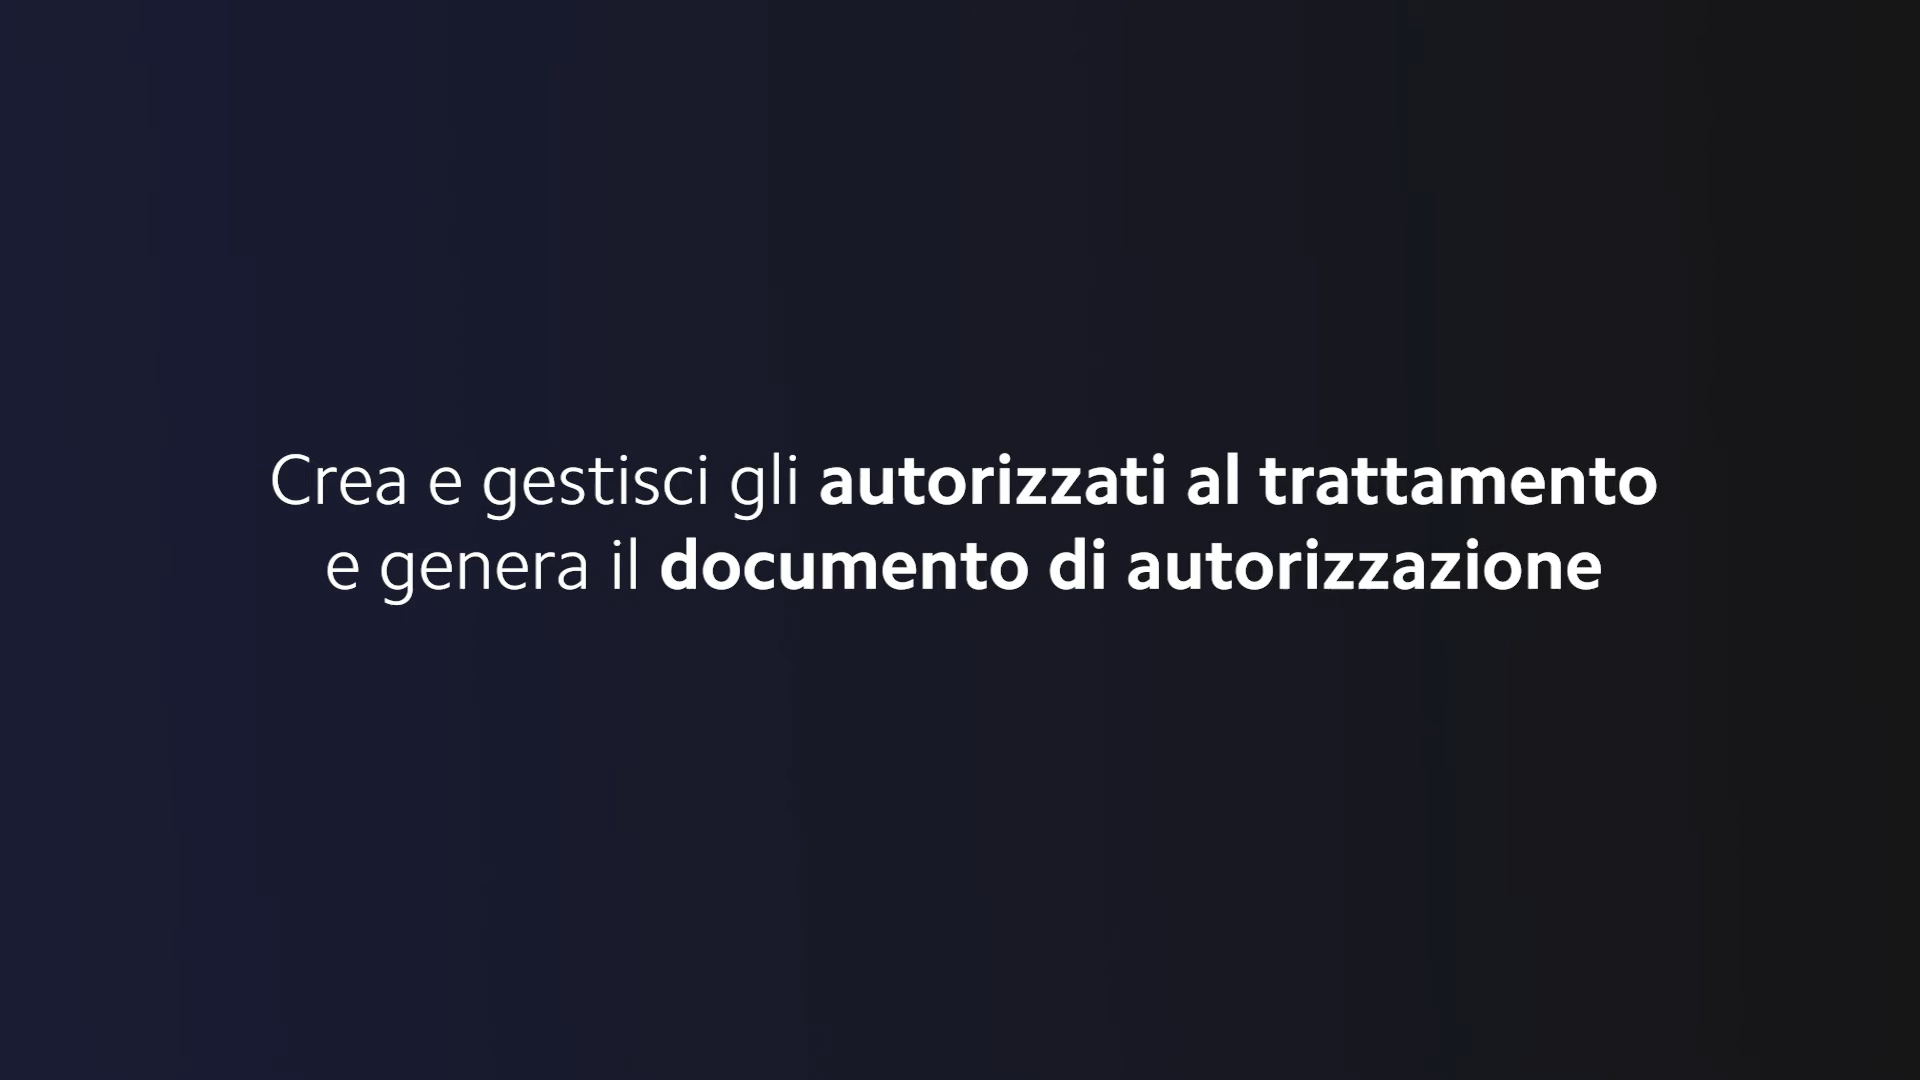 Crea e gestisci gli autorizzati al trattamento
e genera il documento di autorizzazione